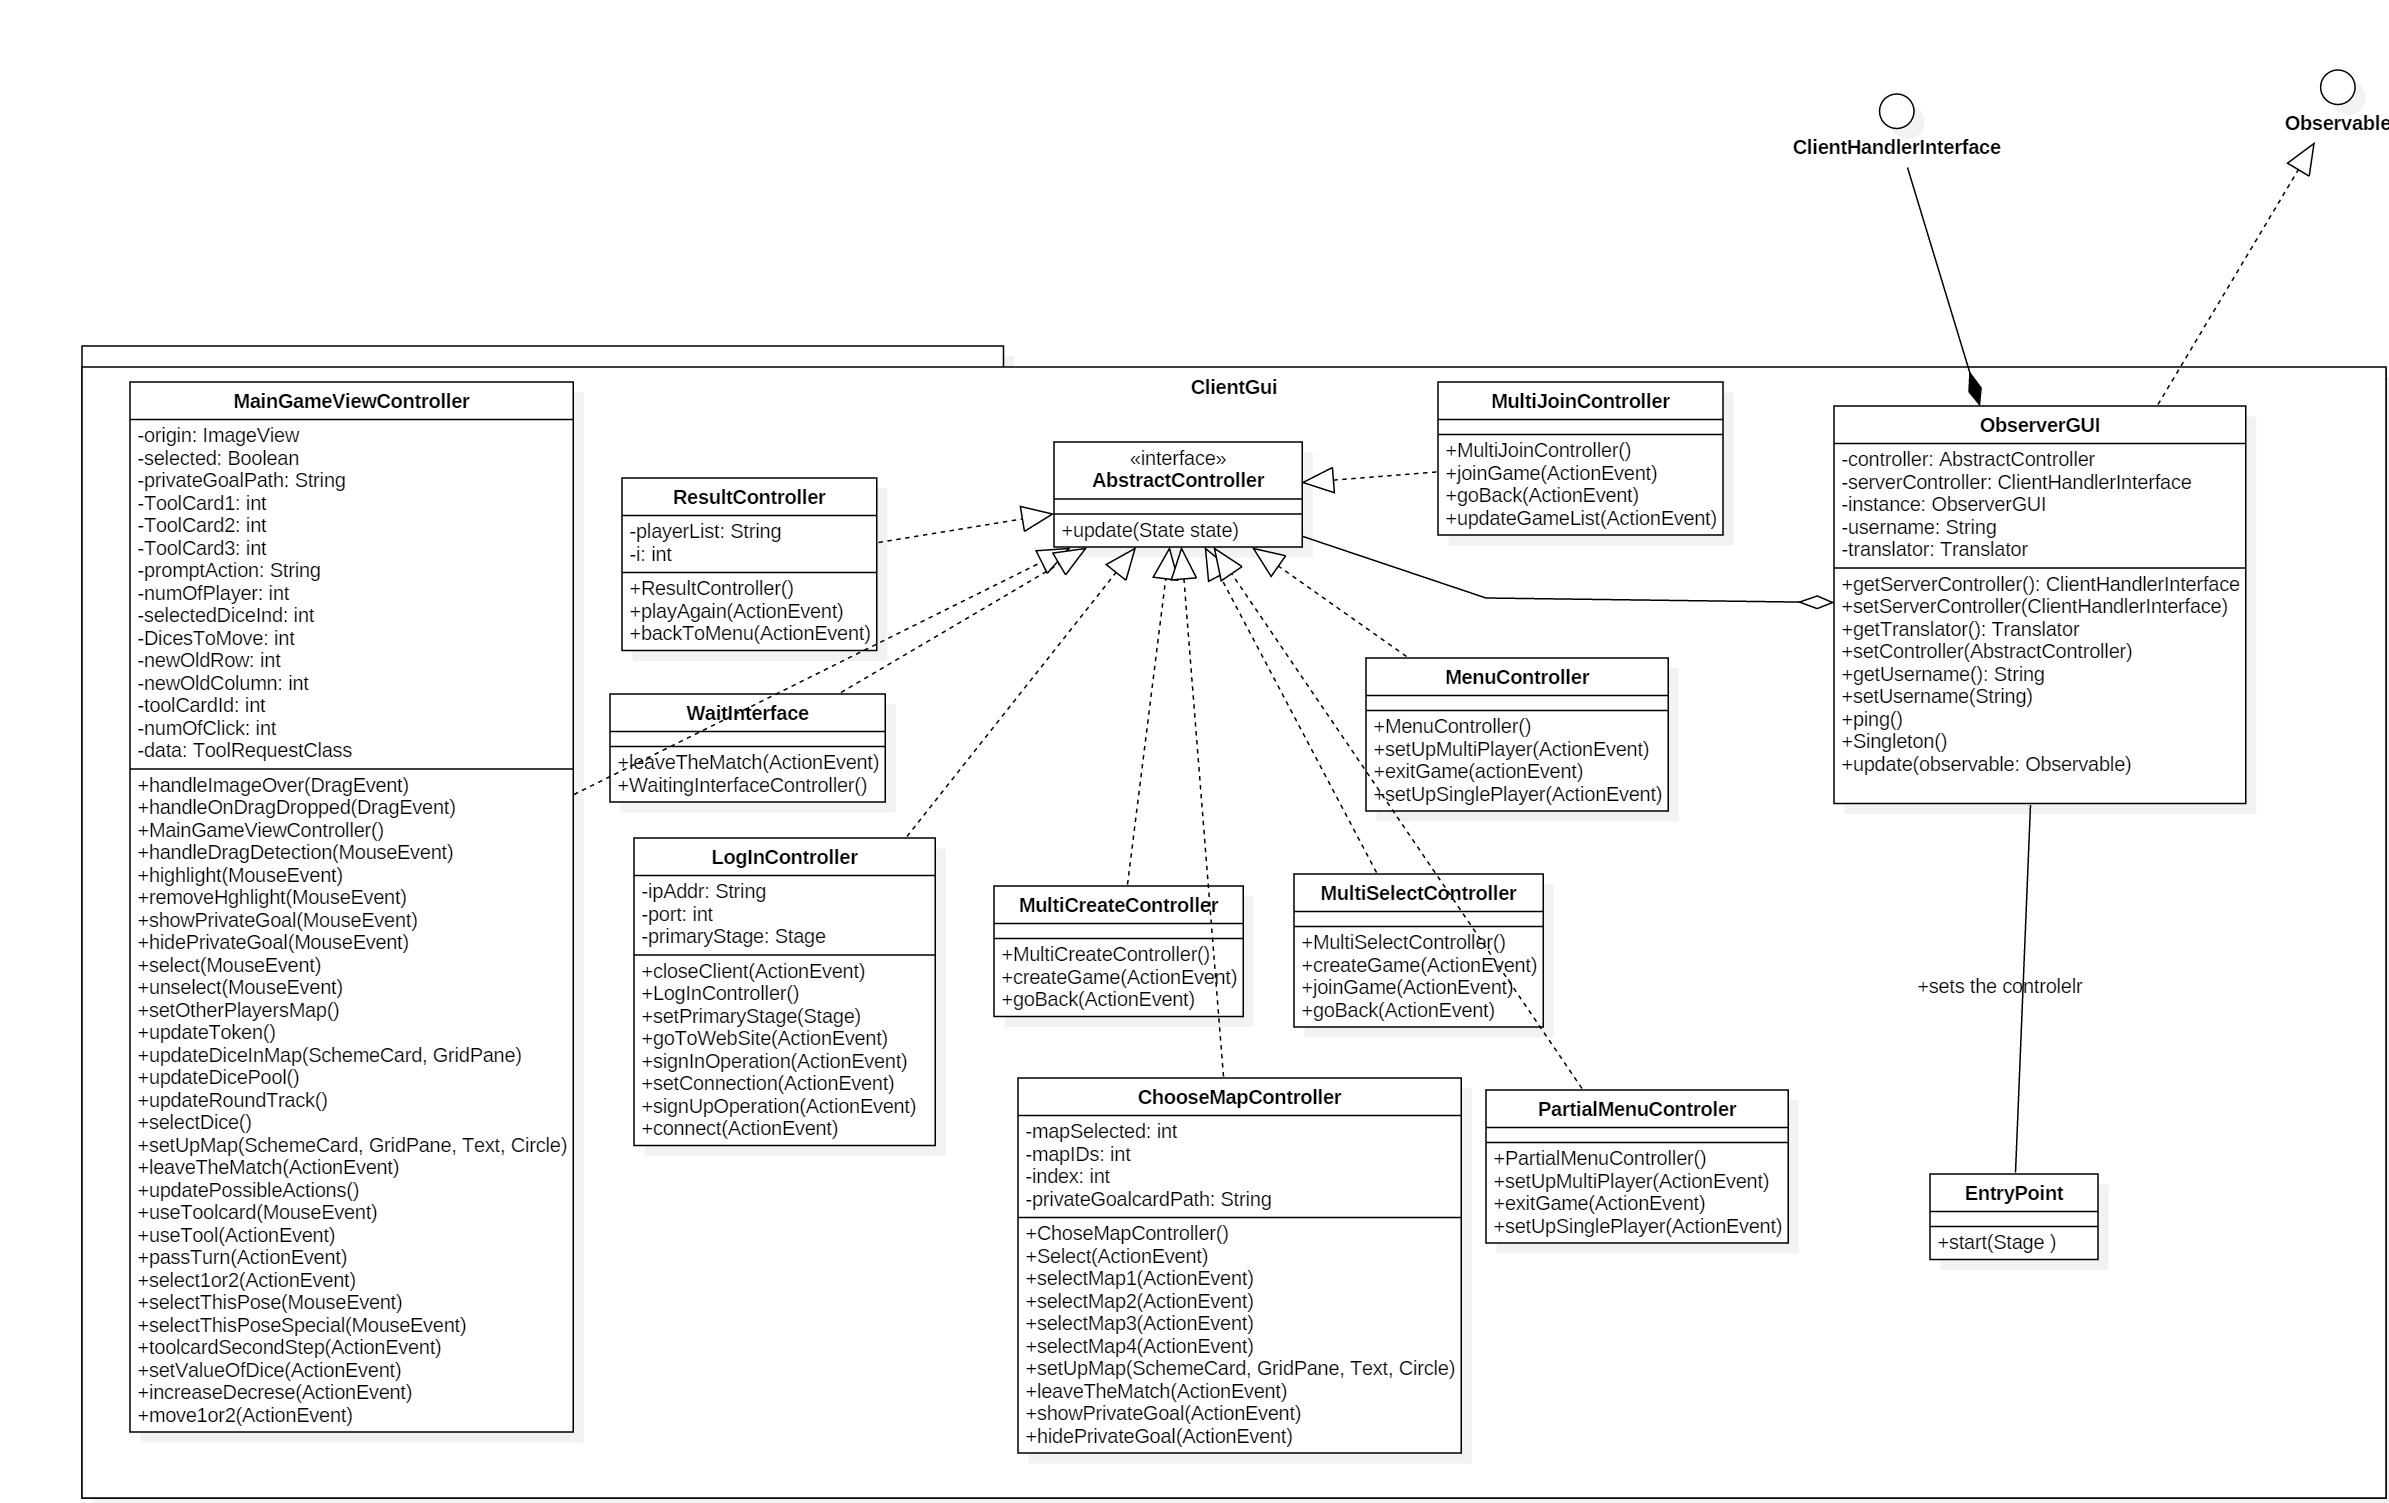 Observable
ClientHandlerInterface
ClientGui
MainGameViewController
-origin: ImageView
-selected: Boolean
-privateGoalPath: String
-ToolCard1: int
-ToolCard2: int
-ToolCard3: int
-promptAction: String
-numOfPlayer: int
-selectedDiceInd: int
-DicesToMove: int
-newOldRow: int
-newOldColumn: int
-toolCardId: int
-numOfClick: int
-data: ToolRequestClass
+handleImageOver(DragEvent)
+handleOnDragDropped(DragEvent)
+MainGameViewController()
+handleDragDetection(MouseEvent)
+highlight(MouseEvent)
+removeHghlight(MouseEvent)
+showPrivateGoal(MouseEvent)
+hidePrivateGoal(MouseEvent)
+select(MouseEvent)
+unselect(MouseEvent)
+setOtherPlayersMap()
+updateToken()
+updateDiceInMap(SchemeCard, GridPane)
+updateDicePool()
+updateRoundTrack()
+selectDice()
+setUpMap(SchemeCard, GridPane, Text, Circle)
+leaveTheMatch(ActionEvent)
+updatePossibleActions()
+useToolcard(MouseEvent)
+useTool(ActionEvent)
+passTurn(ActionEvent)
+select1or2(ActionEvent)
+selectThisPose(MouseEvent)
+selectThisPoseSpecial(MouseEvent)
+toolcardSecondStep(ActionEvent)
+setValueOfDice(ActionEvent)
+increaseDecrese(ActionEvent)
+move1or2(ActionEvent)
ResultController
-playerList: String
-i: int
+ResultController()
+playAgain(ActionEvent)
+backToMenu(ActionEvent)
WaitInterface
+leaveTheMatch(ActionEvent)
+WaitingInterfaceController()
LogInController
-ipAddr: String
-port: int
-primaryStage: Stage
+closeClient(ActionEvent)
+LogInController()
+setPrimaryStage(Stage)
+goToWebSite(ActionEvent)
+signInOperation(ActionEvent)
+setConnection(ActionEvent)
+signUpOperation(ActionEvent)
+connect(ActionEvent)
«interface»
AbstractController
+update(State state)
MultiJoinController
+MultiJoinController()
+joinGame(ActionEvent)
+goBack(ActionEvent)
+updateGameList(ActionEvent)
MenuController
+MenuController()
+setUpMultiPlayer(ActionEvent)
+exitGame(actionEvent)
+setUpSinglePlayer(ActionEvent)
MultiCreateController
+MultiCreateController()
+createGame(ActionEvent)
+goBack(ActionEvent)
MultiSelectController
+MultiSelectController()
+createGame(ActionEvent)
+joinGame(ActionEvent)
+goBack(ActionEvent)
ChooseMapController
-mapSelected: int
-mapIDs: int
-index: int
-privateGoalcardPath: String
+ChoseMapController()
+Select(ActionEvent)
+selectMap1(ActionEvent)
+selectMap2(ActionEvent)
+selectMap3(ActionEvent)
+selectMap4(ActionEvent)
+setUpMap(SchemeCard, GridPane, Text, Circle)
+leaveTheMatch(ActionEvent)
+showPrivateGoal(ActionEvent)
+hidePrivateGoal(ActionEvent)
PartialMenuControler
+PartialMenuController()
+setUpMultiPlayer(ActionEvent)
+exitGame(ActionEvent)
+setUpSinglePlayer(ActionEvent)
ObserverGUI
-controller: AbstractController
-serverController: ClientHandlerInterface
-instance: ObserverGUI
-username: String
-translator: Translator
+getServerController(): ClientHandlerInterface
+setServerController(ClientHandlerInterface)
+getTranslator(): Translator
+setController(AbstractController)
+getUsername(): String
+setUsername(String)
+ping()
+Singleton()
+update(observable: Observable)
+sets the controlelr
EntryPoint
+start(Stage )